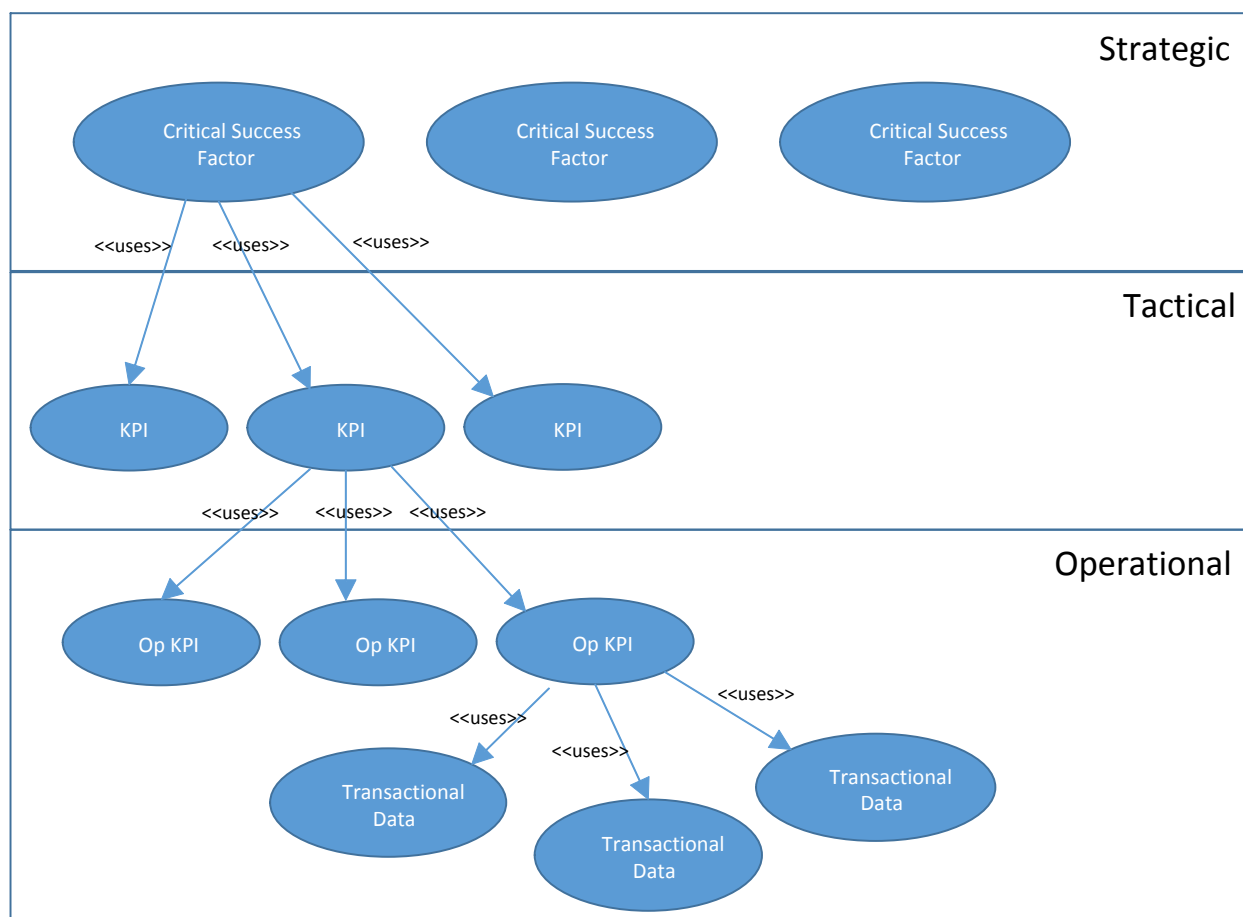 Strategic
Critical Success
Factor
Critical Success
Factor
Critical Success
Factor
<<uses>>
<<uses>>
<<uses>>
Tactical
KPI
KPI
KPI
<<uses>>
<<uses>>
<<uses>>
Operational
Op KPI
Op KPI
Op KPI
<<uses>>
<<uses>>
<<uses>>
Transactional
Data
Transactional
Data
Transactional
Data